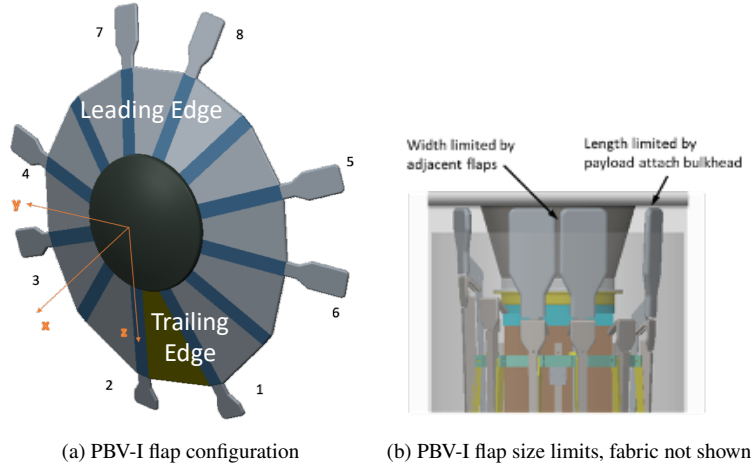 7
8
Leading Edge
4
5
Y
3
x
z
6
Trailing
Edge
2
1
Width limited by
adjacent flaps
Length limited by
payload attach bulkhead
(a) PBV-I flap configuration
(b) PBV-I flap size limits, fabric not shown